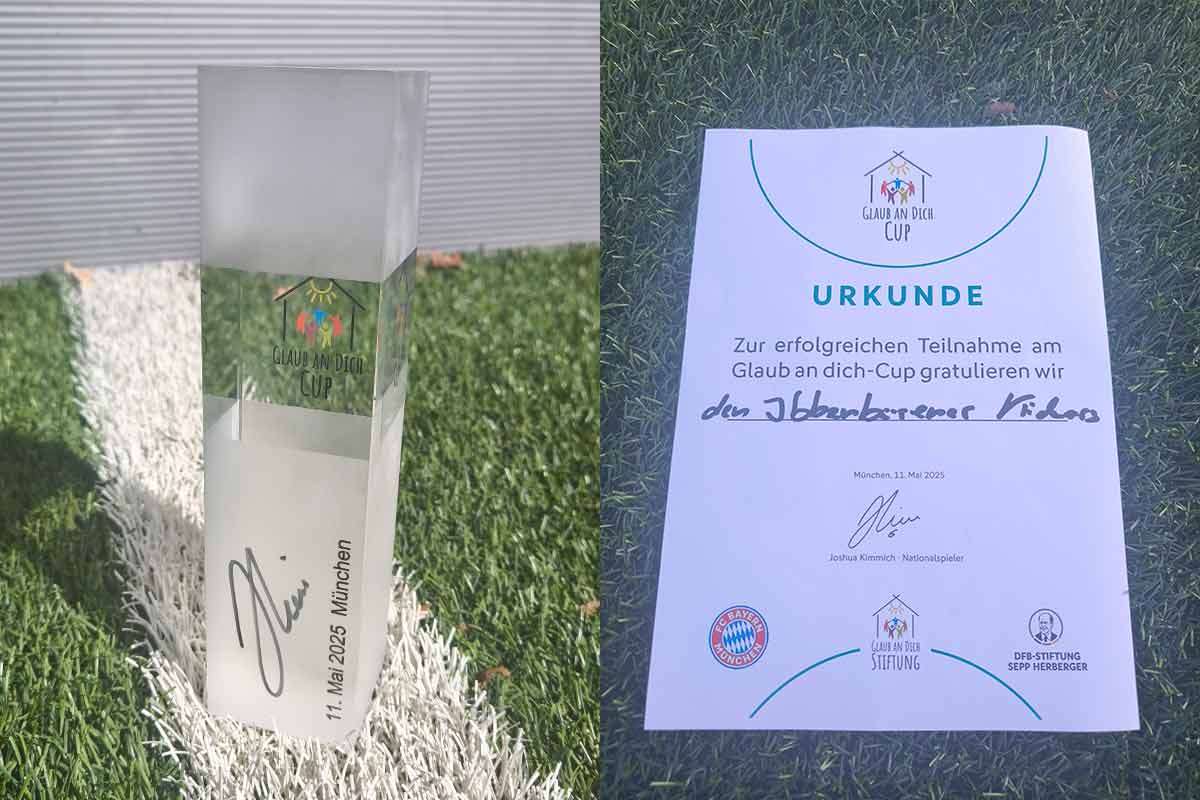 GLAUB AN DICH
CUP
11. Mai 2025 München
GLAUB AN DICH
CUP
URKUNDE
Zur erfolgreichen Teilnahme am
Glaub an dich-Cup gratulieren wir
den Ibbenbürener Kickers
München, 11. Mai 2025
Joshua Kimmich · Nationalspieler
FC BAYERN
MÜNCHEN
GLAUB AN DICH
STIFTUNG
DFB-STIFTUNG
SEPP HERBERGER